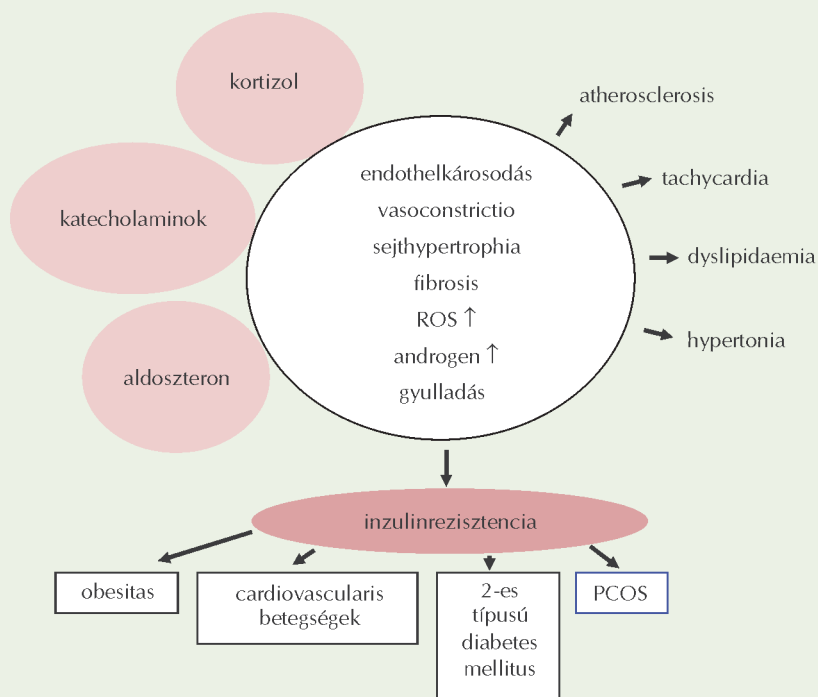 kortizol
katecholaminok
aldoszteron
endothelkárosodás
vasoconstrictio
sejthypertrophia
fibrosis
ROS ↑
androgen ↑
gyulladás
atherosclerosis
tachycardia
dyslipidaemia
hypertonia
inzulinrezisztencia
obesitas
cardiovascularis
betegségek
2-es
típusú
diabetes
mellitus
PCOS